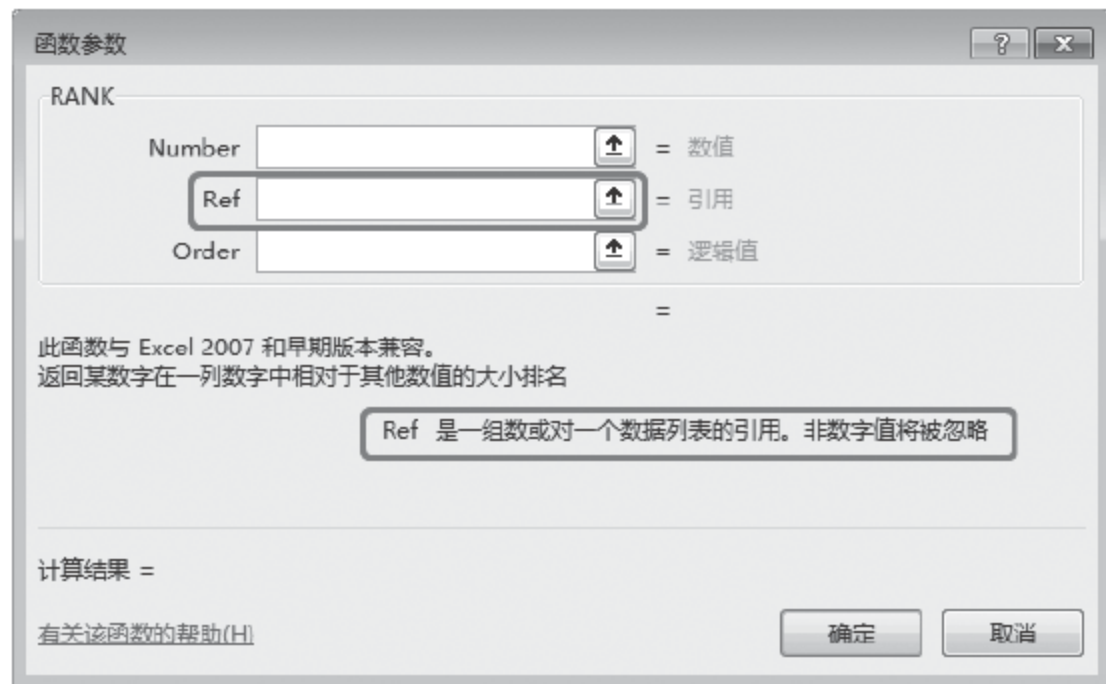 函数参数
RANK
Number = 数值
Ref = 引用
Order = 逻辑值
=
此函数与 Excel 2007 和早期版本兼容。
返回某数字在一列数字中相对于其他数值的大小排名
Ref 是一组数或对一个数据列表的引用。非数字值将被忽略
计算结果 =
有关该函数的帮助(H)
确定 取消